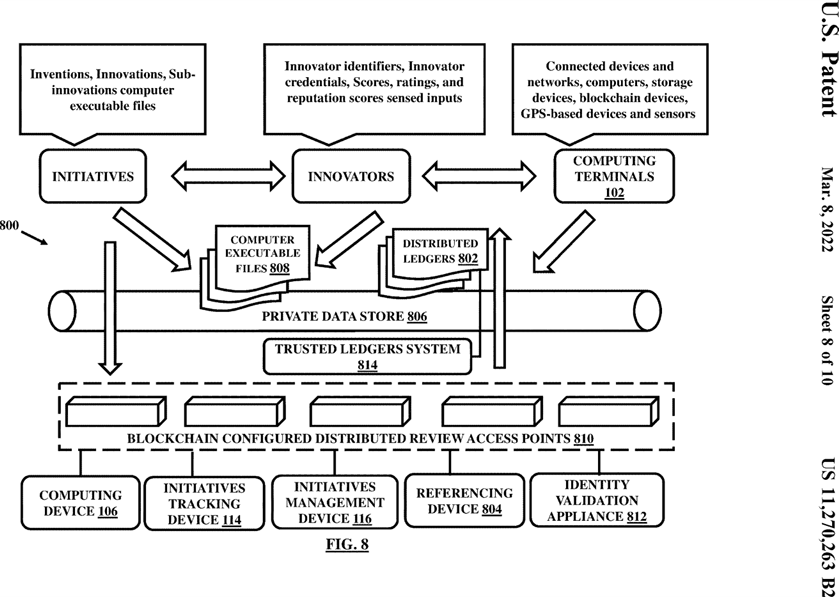 U.S. Patent
Mar. 8, 2022
Sheet 8 of 10
US 11,270,263 B2
Inventions, Innovations, Sub-
innovations computer
executable files
Innovator identifiers, Innovator
credentials, Scores, ratings, and
reputation scores sensed inputs
Connected devices and
networks, computers, storage
devices, blockchain devices,
GPS-based devices and sensors
INITIATIVES
INNOVATORS
COMPUTING
TERMINALS
102
800
COMPUTER
EXECUTABLE
FILES 808
DISTRIBUTED
LEDGERS 802
PRIVATE DATA STORE 806
TRUSTED LEDGERS SYSTEM
814
BLOCKCHAIN CONFIGURED DISTRIBUTED REVIEW ACCESS POINTS 810
COMPUTING
DEVICE 106
INITIATIVES
TRACKING
DEVICE 114
INITIATIVES
MANAGEMENT
DEVICE 116
REFERENCING
DEVICE 804
IDENTITY
VALIDATION
APPLIANCE 812
FIG. 8